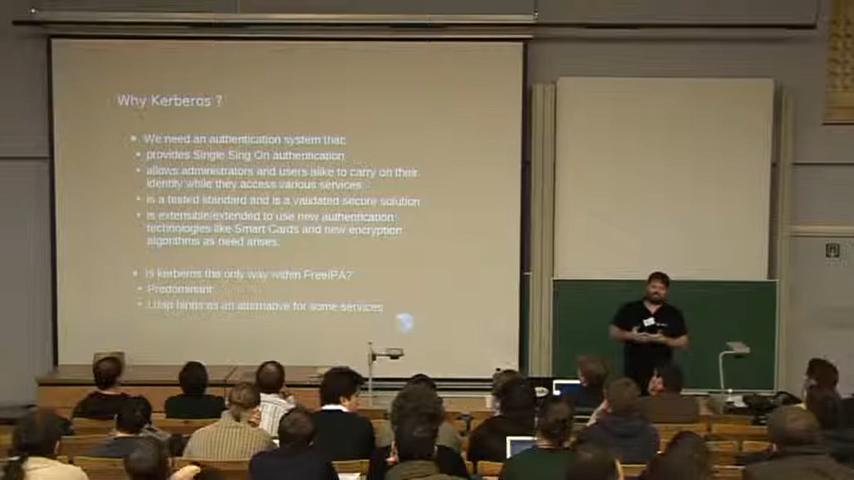 Why Kerberos ?
We need an authentication system that:
provides Single Sing On authentication
allows administrators and users alike to carry on their
identity while they access various services
is a tested standard and is a validated secure solution
is extensible/extended to use new authentication
technologies like Smart Cards and new encryption
algorithms as need arises.
Is kerberos the only way within FreeIPA?
Predominant
Ldap binds as an alternative for some services